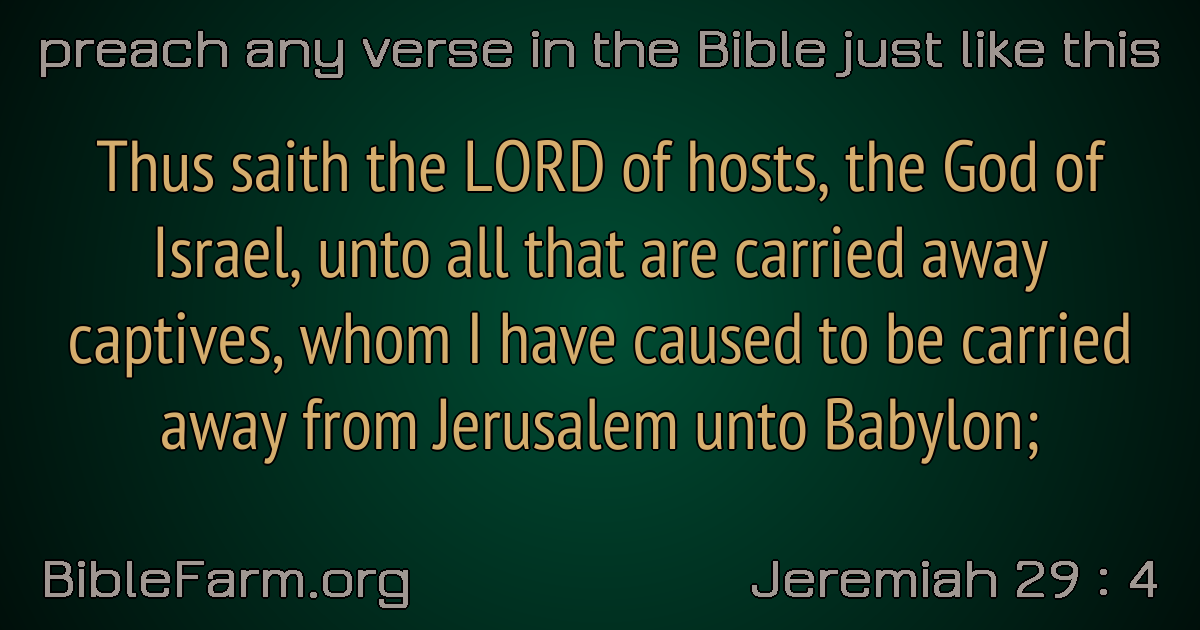 preach any verse in the Bible just like this
Thus saith the LORD of hosts, the God of
Israel, unto all that are carried away
captives, whom I have caused to be carried
away from Jerusalem unto Babylon;
BibleFarm.org
Jeremiah 29 : 4